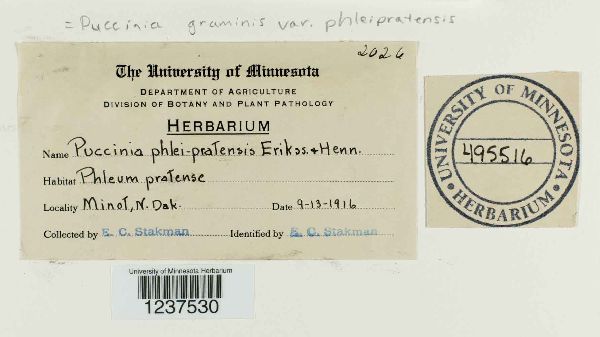 = Puccinia graminis var. phleipratensis
2026
The University of Minnesota
DEPARTMENT OF AGRICULTURE
DIVISION OF BOTANY AND PLANT PATHOLOGY
HERBARIUM
Name Puccinia phlei-pratensis Erikss. + Henn.
Habitat Phleum pratense
Locality Minot, N. Dak. Date 9-13-1916
Collected by E. C. Stakman Identified by E. C. Stakman
UNIVERSITY OF MINNESOTA
495516
HERBARIUM
University of Minnesota Herbarium
1237530